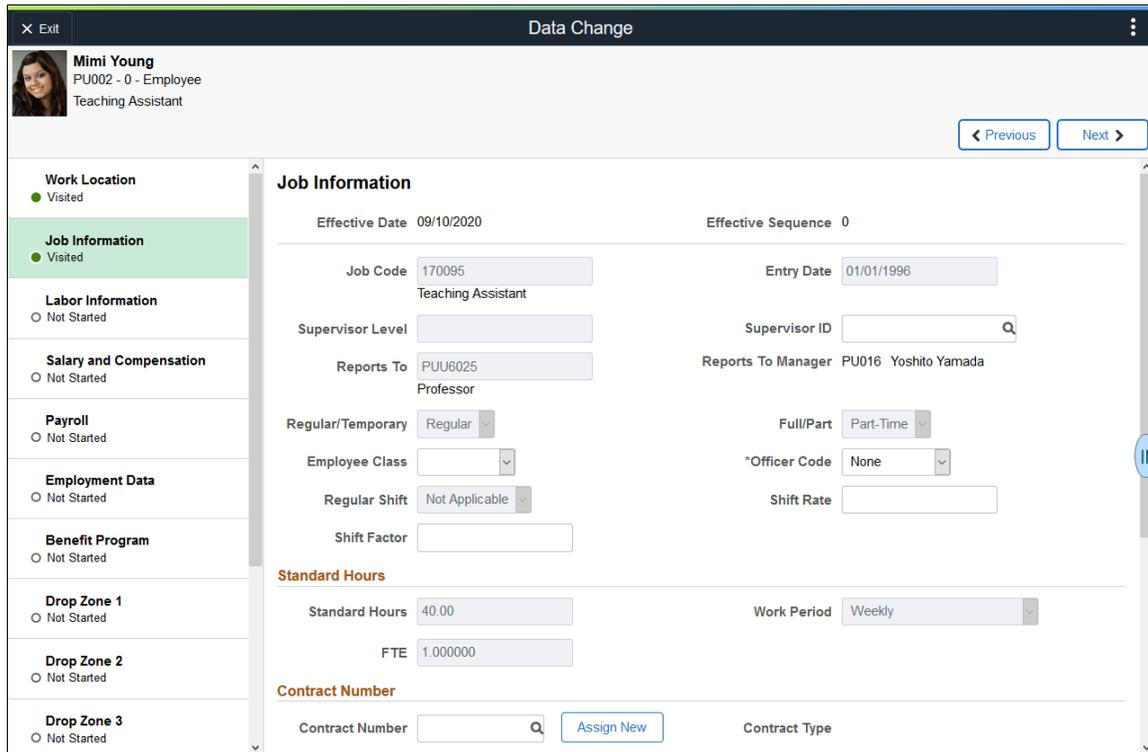 Exit
Data Change
Mimi Young
PU002 - 0 - Employee
Teaching Assistant
Previous
Next
Work Location
Visited
Job Information
Visited
Labor Information
Not Started
Salary and Compensation
Not Started
Payroll
Not Started
Employment Data
Not Started
Benefit Program
Not Started
Drop Zone 1
Not Started
Drop Zone 2
Not Started
Drop Zone 3
Not Started
Job Information
Effective Date 09/10/2020 Effective Sequence 0
Job Code 170095 Entry Date 01/01/1996
Teaching Assistant
Supervisor Level Supervisor ID
Reports To PUU6025 Reports To Manager PU016 Yoshito Yamada
Professor
Regular/Temporary Regular Full/Part Part-Time
Employee Class *Officer Code None
Regular Shift Not Applicable Shift Rate
Shift Factor
Standard Hours
Standard Hours 40.00 Work Period Weekly
FTE 1.000000
Contract Number
Contract Number Assign New Contract Type